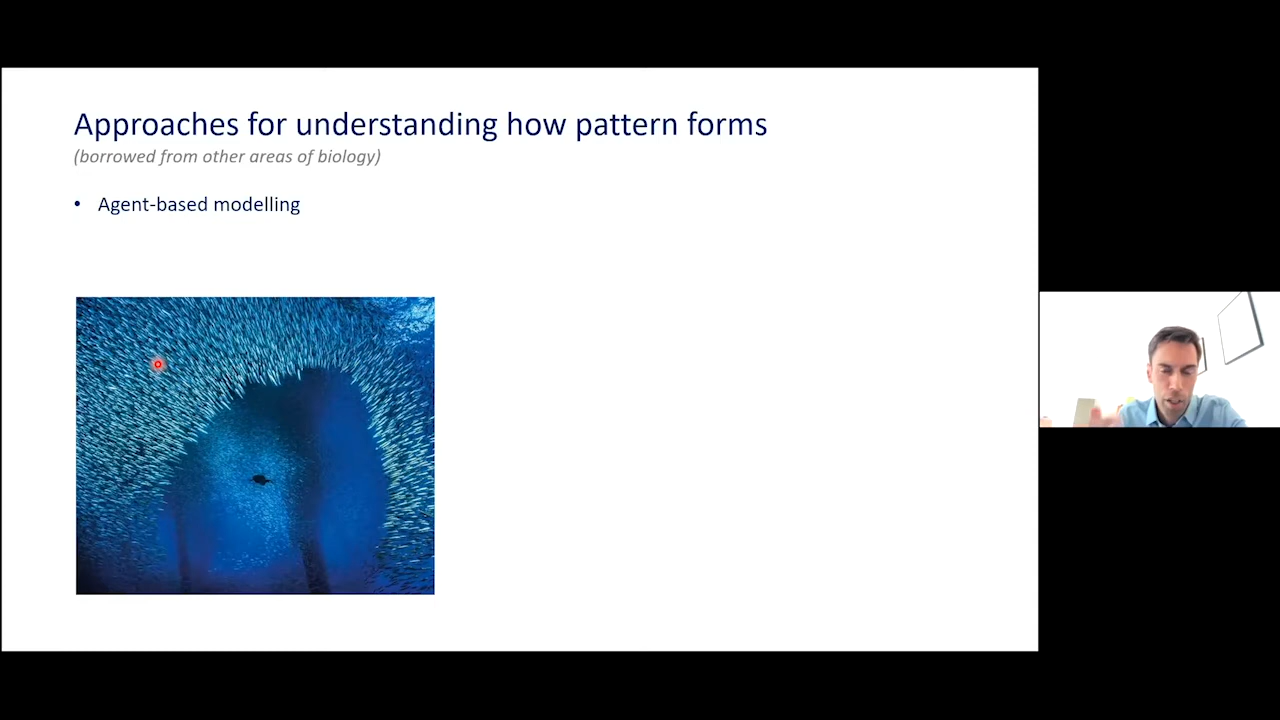 Approaches for understanding how pattern forms
(borrowed from other areas of biology)
• Agent-based modelling